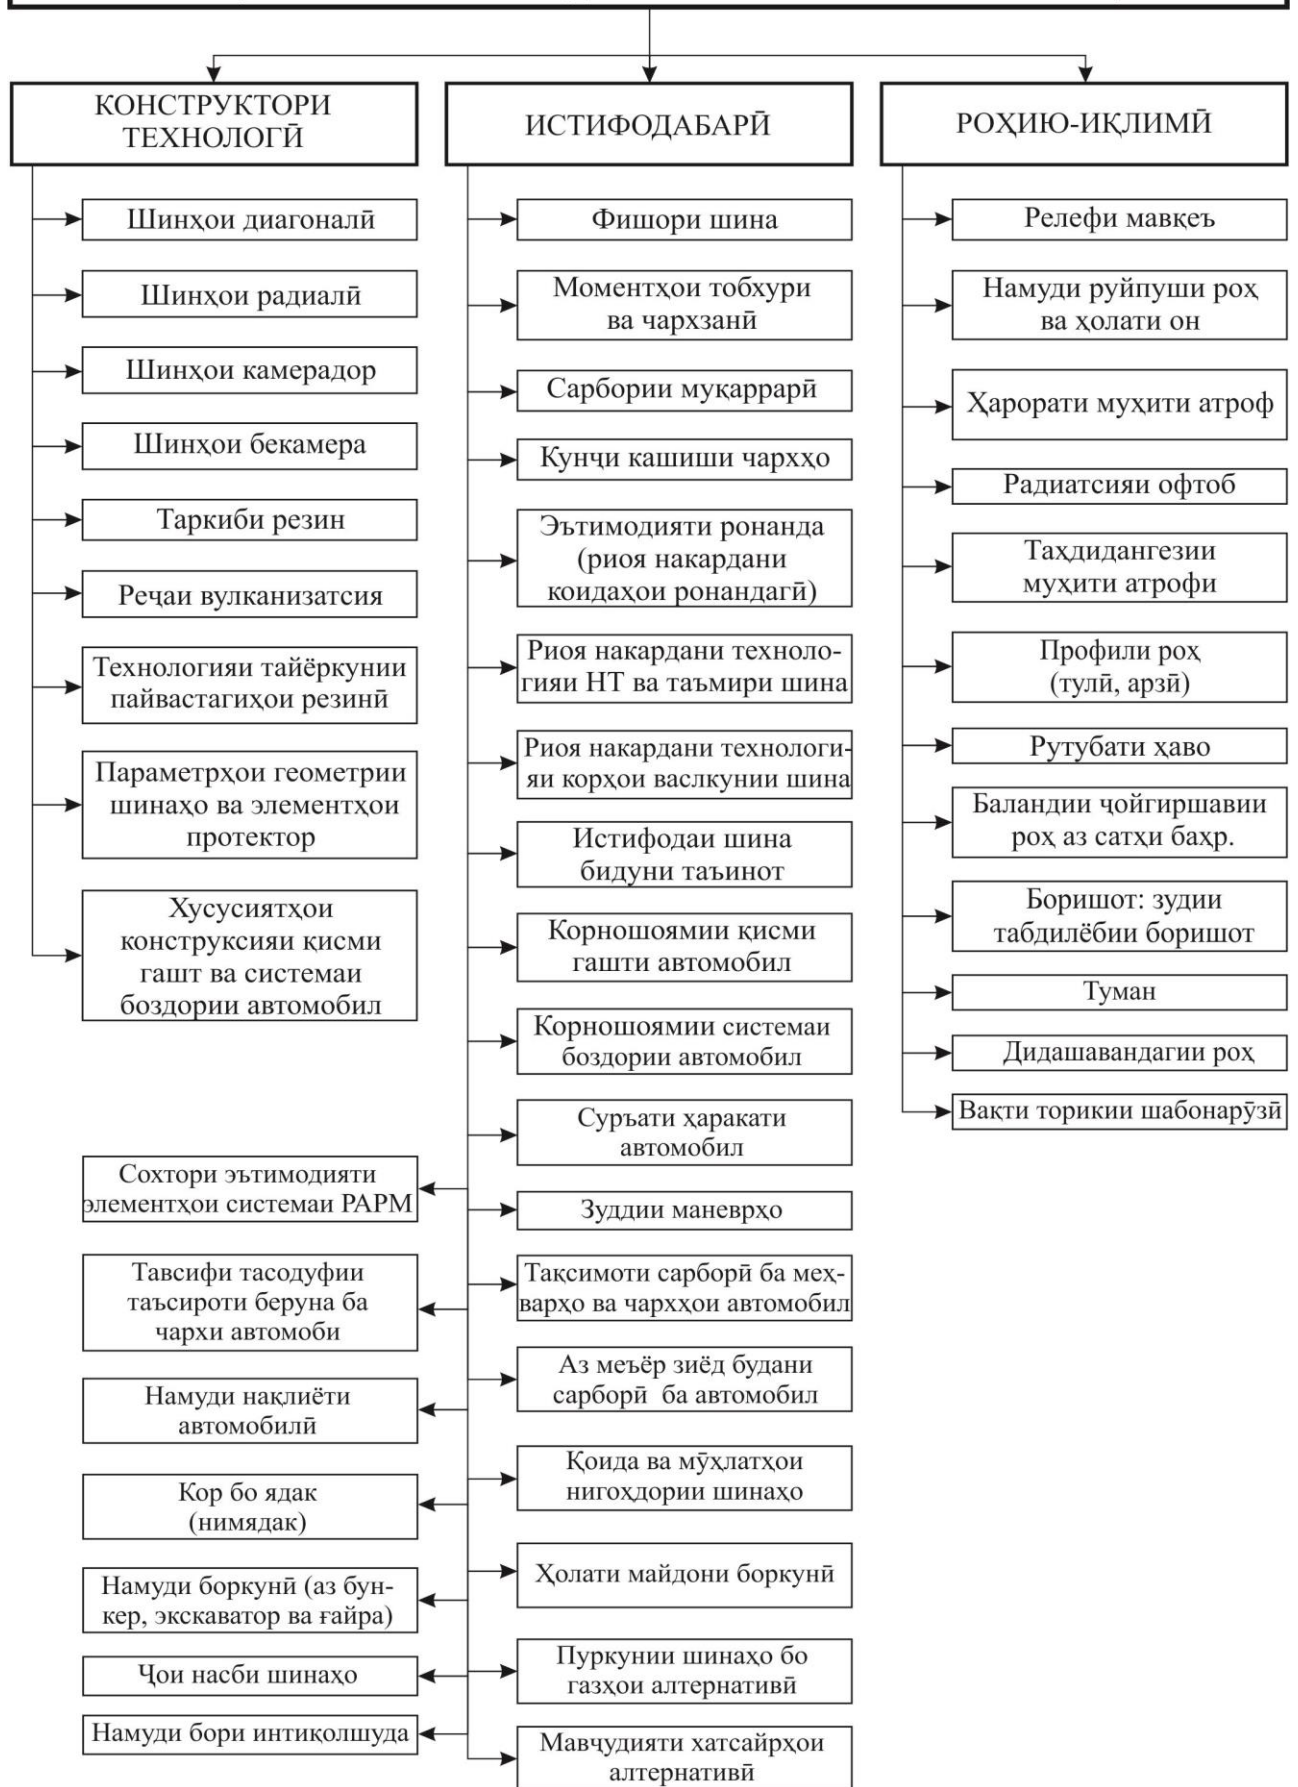 КОНСТРУКТОРИ
ТЕХНОЛОГӢ
Шинҳои диагоналӣ
Шинҳои радиалӣ
Шинҳои камерадор
Шинҳои бекамера
Таркиби резин
Реҷаи вулканизатсия
Технологияи тайёркунии
пайвастагиҳои резинӣ
Параметрҳои геометрии
шинаҳо ва элементҳои
протектор
Хусусиятҳои
конструксияи қисми
гашт ва системаи
боздории автомобил
ИСТИФОДАБАРӢ
Фишори шина
Моментҳои тобхури
ва чархзанӣ
Сарбории муқаррарӣ
Кунҷи кашиши чархҳо
Эътимодияти ронанда
(риоя накардани
коидаҳои ронандагӣ)
Риоя накардани техноло-
гияи НТ ва таъмири шина
Риоя накардани технологи-
яи корҳои васлкунии шина
Истифодаи шина
бидуни таъинот
Корношоямии қисми
гашти автомобил
Корношоямии системаи
боздории автомобил
Суръати ҳаракати
автомобил
Зуддии маневрҳо
Тақсимоти сарборӣ ба меҳ-
варҳо ва чархҳои автомобил
Аз меъёр зиёд будани
сарборӣ ба автомобил
Қоида ва мӯҳлатҳои
нигоҳдории шинаҳо
Ҳолати майдони боркунӣ
Пуркунии шинаҳо бо
газҳои алтернативӣ
Мавҷудияти хатсайрҳои
алтернативӣ
Сохтори эътимодияти
элементҳои системаи РАРМ
Тавсифи тасодуфии
таъсироти беруна ба
чархи автомоби
Намуди нақлиёти
автомобилӣ
Кор бо ядак
(нимядак)
Намуди боркунӣ (аз бун-
кер, экскаватор ва ғайра)
Ҷои насби шинаҳо
Намуди бори интиқолшуда
РОҲИЮ-ИҚЛИМӢ
Релефи мавқеъ
Намуди руйпуши роҳ
ва ҳолати он
Ҳарорати муҳити атроф
Радиатсияи офтоб
Таҳдидангезии
муҳити атрофи
Профили роҳ
(тулӣ, арзӣ)
Рутубати ҳаво
Баландии ҷойгиршавии
роҳ аз сатҳи баҳр.
Боришот: зудии
табдилёбии боришот
Туман
Дидашавандагии роҳ
Вақти торикии шабонарӯзӣ